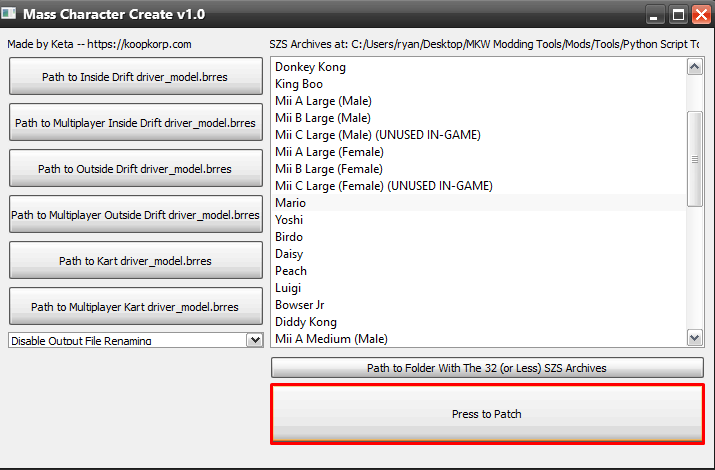 Mass Character Create v1.0
Made by Keta -- https://koopkorp.com
SZS Archives at: C:/Users/ryan/Desktop/MKW Modding Tools/Mods/Tools/Python Script To
Path to Inside Drift driver_model.brres
Path to Multiplayer Inside Drift driver_model.brres
Path to Outside Drift driver_model.brres
Path to Multiplayer Outside Drift driver_model.brres
Path to Kart driver_model.brres
Path to Multiplayer Kart driver_model.brres
Disable Output File Renaming
Donkey Kong
King Boo
Mii A Large (Male)
Mii B Large (Male)
Mii C Large (Male) (UNUSED IN-GAME)
Mii A Large (Female)
Mii B Large (Female)
Mii C Large (Female) (UNUSED IN-GAME)
Mario
Yoshi
Birdo
Daisy
Peach
Luigi
Bowser Jr
Diddy Kong
Mii A Medium (Male)
Path to Folder With The 32 (or Less) SZS Archives
Press to Patch